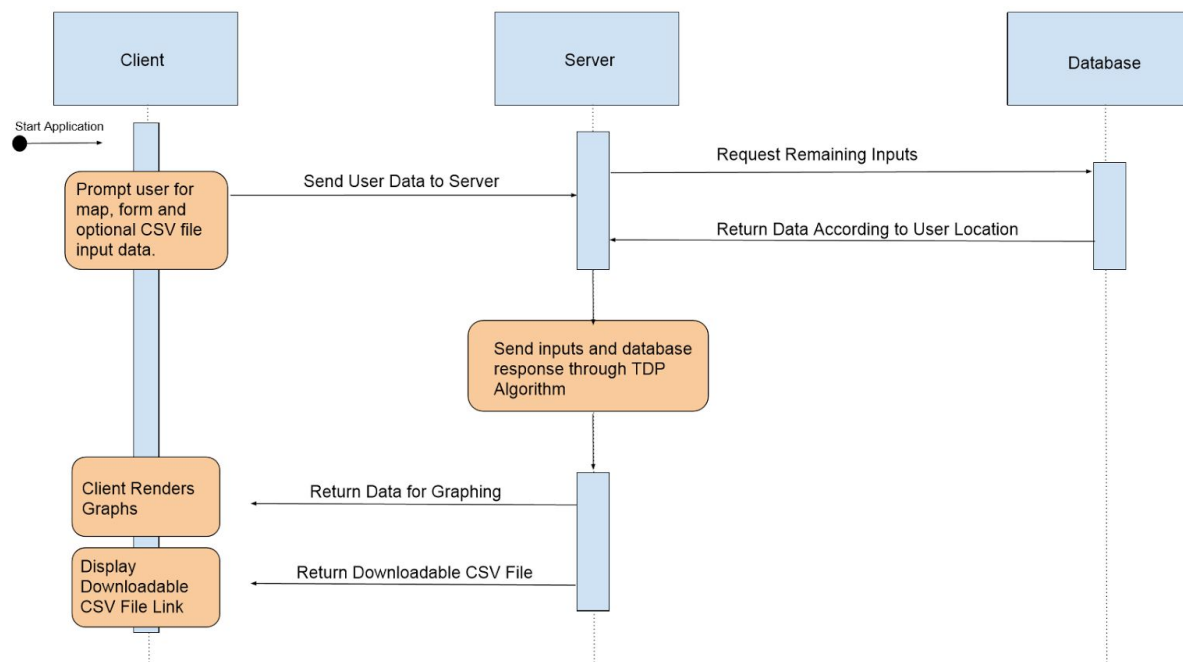 Client
Server
Database
Start Application
Request Remaining Inputs
Send User Data to Server
Prompt user for
map, form and
optional CSV file
input data.
Return Data According to User Location
Send inputs and database
response through TDP
Algorithm
Client Renders
Graphs
Return Data for Graphing
Display
Downloadable
CSV File Link
Return Downloadable CSV File